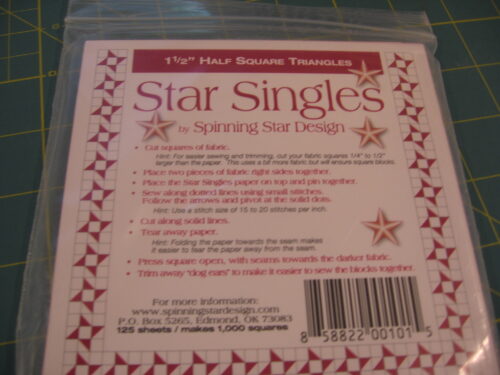 1½" Half Square Triangles
Star Singles
by Spinning Star Design
• Cut squares of fabric.
Hint: For easier sewing and trimming, cut your fabric squares 1/4" to 1/2"
larger than the paper. This uses a bit more fabric but will ensure square blocks.
• Place two pieces of fabric right sides together.
• Place the Star Singles paper on top and pin together.
• Sew along dotted lines using small stitches.
Follow the arrows and pivot at the solid dots.
Hint: Use a stitch size of 15 to 20 stitches per inch.
• Cut along solid lines.
• Tear away paper.
Hint: Folding the paper towards the seam makes
it easier to tear the paper away from the seam.
• Press square open, with seams towards the darker fabric.
• Trim away "dog ears" to make it easier to sew the blocks together.
For more information:
www.spinningstardesign.com
P. O. Box 5265, Edmond, OK 73083
125 sheets / makes 1,000 squares
8 58822 00101 5